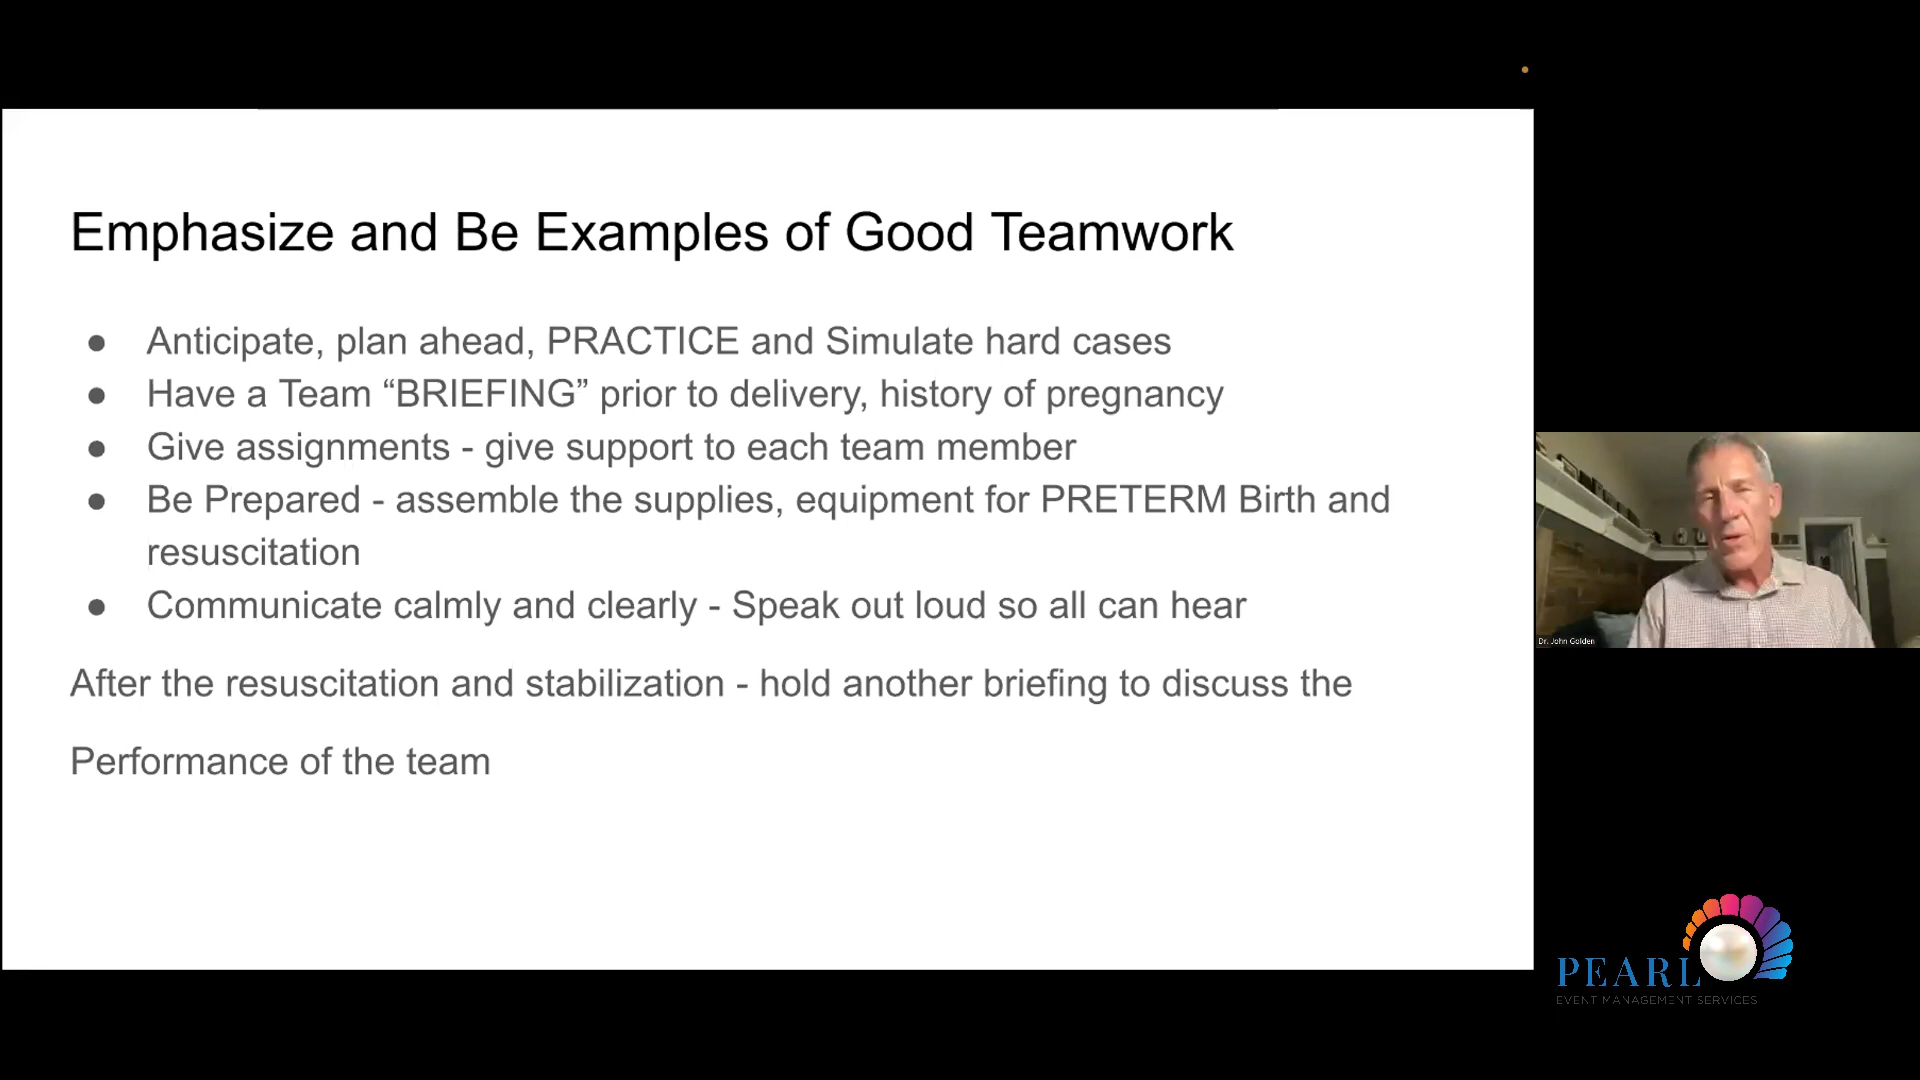 Emphasize and Be Examples of Good Teamwork
● Anticipate, plan ahead, PRACTICE and Simulate hard cases
● Have a Team “BRIEFING” prior to delivery, history of pregnancy
● Give assignments - give support to each team member
● Be Prepared - assemble the supplies, equipment for PRETERM Birth and
resuscitation
● Communicate calmly and clearly - Speak out loud so all can hear
After the resuscitation and stabilization - hold another briefing to discuss the
Performance of the team
Dr. John Golden
PEARL
EVENT MANAGEMENT SERVICES